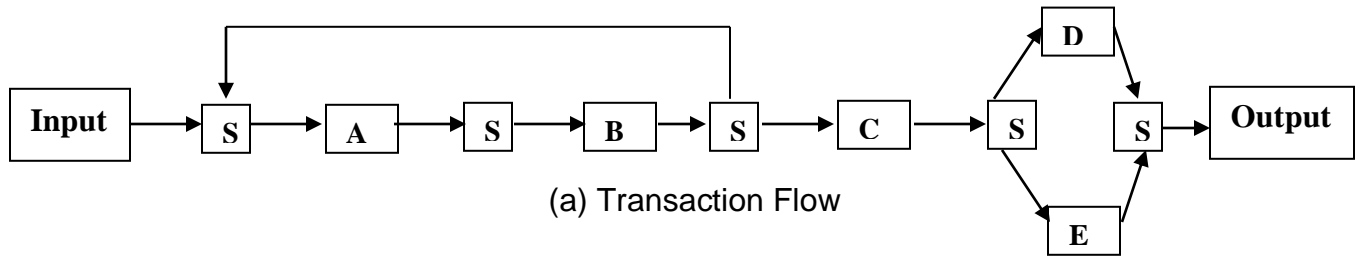 D
Input S A S B S C S S Output
(a) Transaction Flow
E